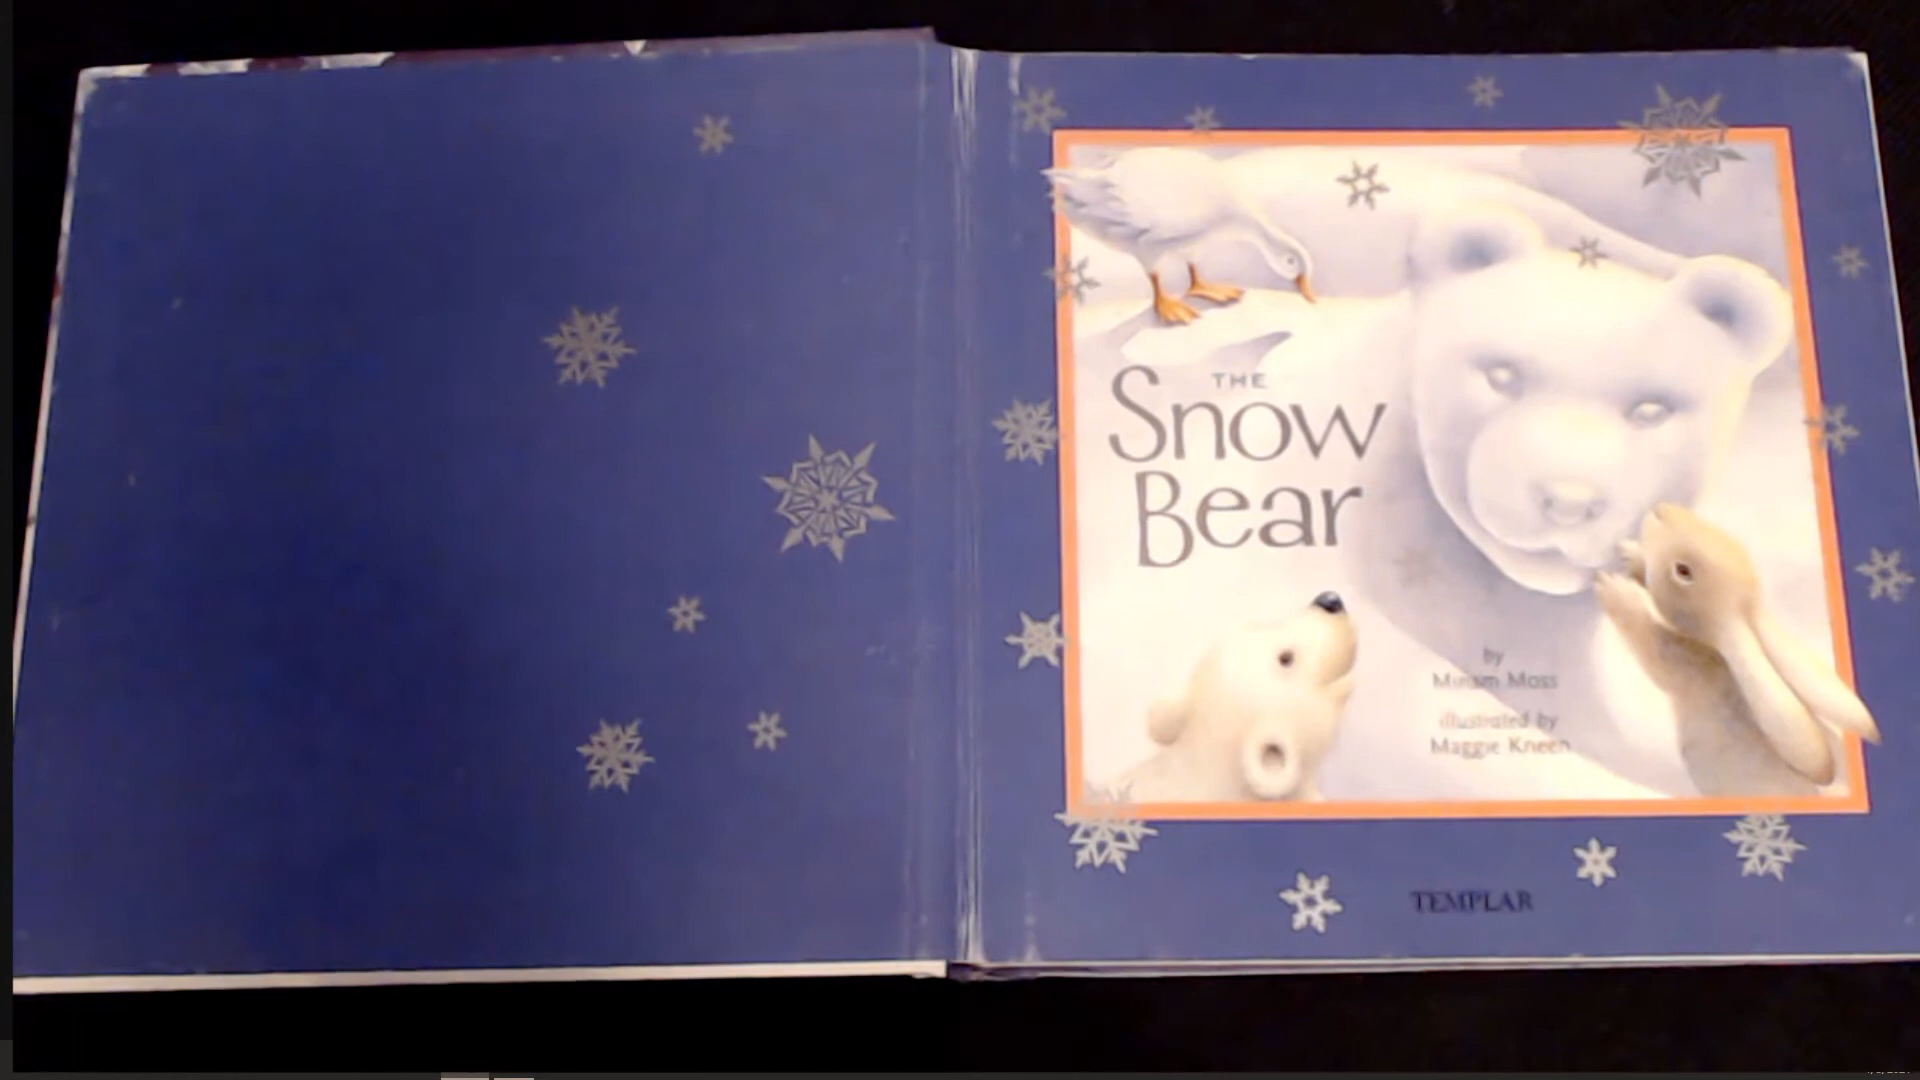 THE
Snow
Bear
by
Miriam Moss
illustrated by
Maggie Kneen
TEMPLAR